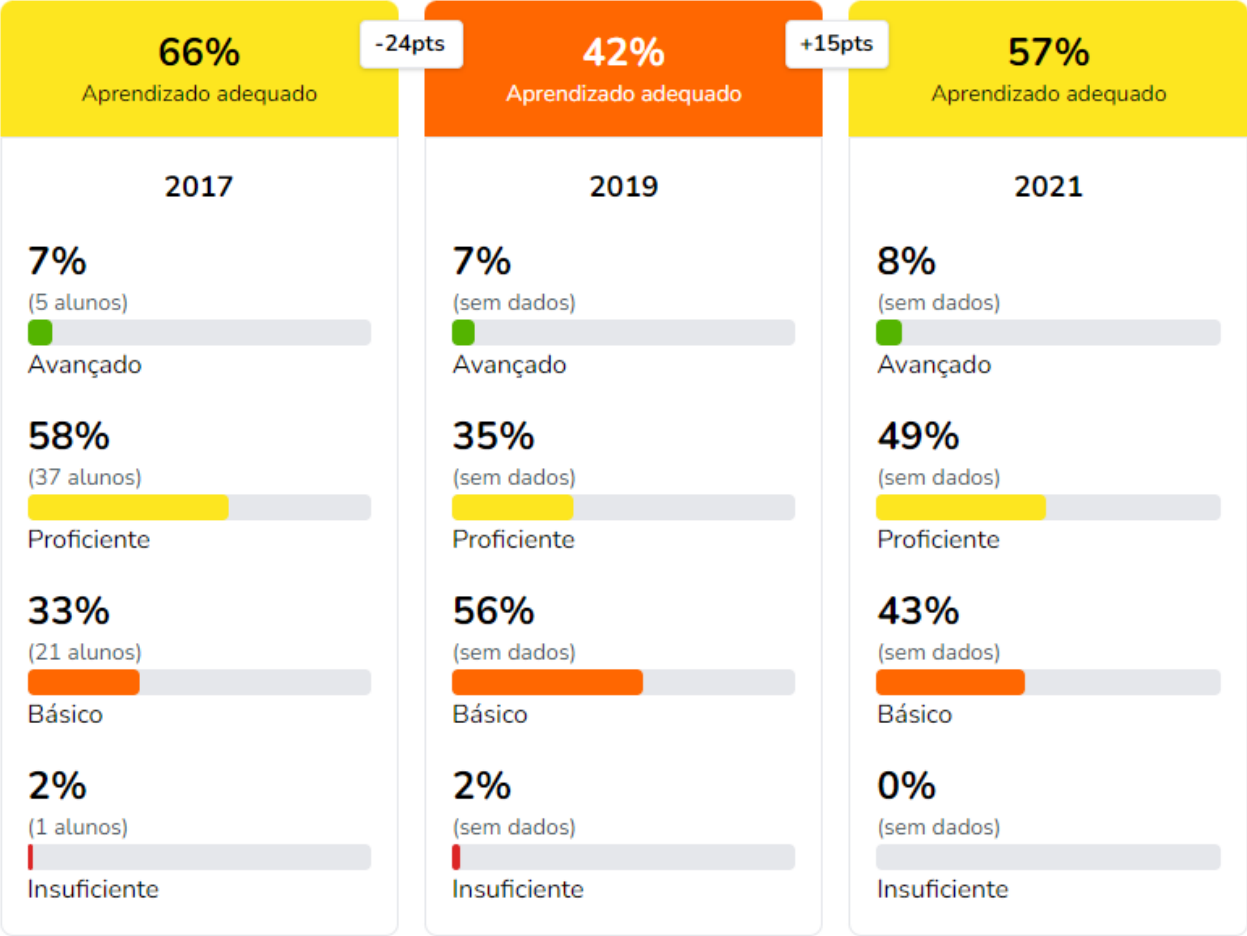 66%
Aprendizado adequado
2017
7%
(5 alunos)
Avançado
58%
(37 alunos)
Proficiente
33%
(21 alunos)
Básico
2%
(1 alunos)
Insuficiente
-24pts
42%
Aprendizado adequado
2019
7%
(sem dados)
Avançado
35%
(sem dados)
Proficiente
56%
(sem dados)
Básico
2%
(sem dados)
Insuficiente
+15pts
57%
Aprendizado adequado
2021
8%
(sem dados)
Avançado
49%
(sem dados)
Proficiente
43%
(sem dados)
Básico
0%
(sem dados)
Insuficiente